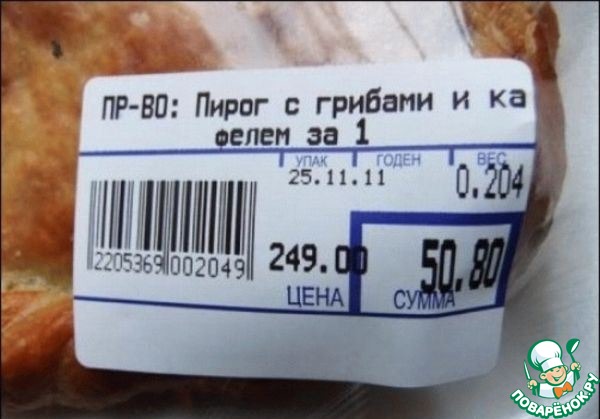 ПР-ВО: Пирог с грибами и ка
фелем за 1
УПАК ГОДЕН ВЕС
25.11.11 0.204
2205369 002049
249.00 50.80
ЦЕНА СУММА
ПОВАРЁНОК.РУ